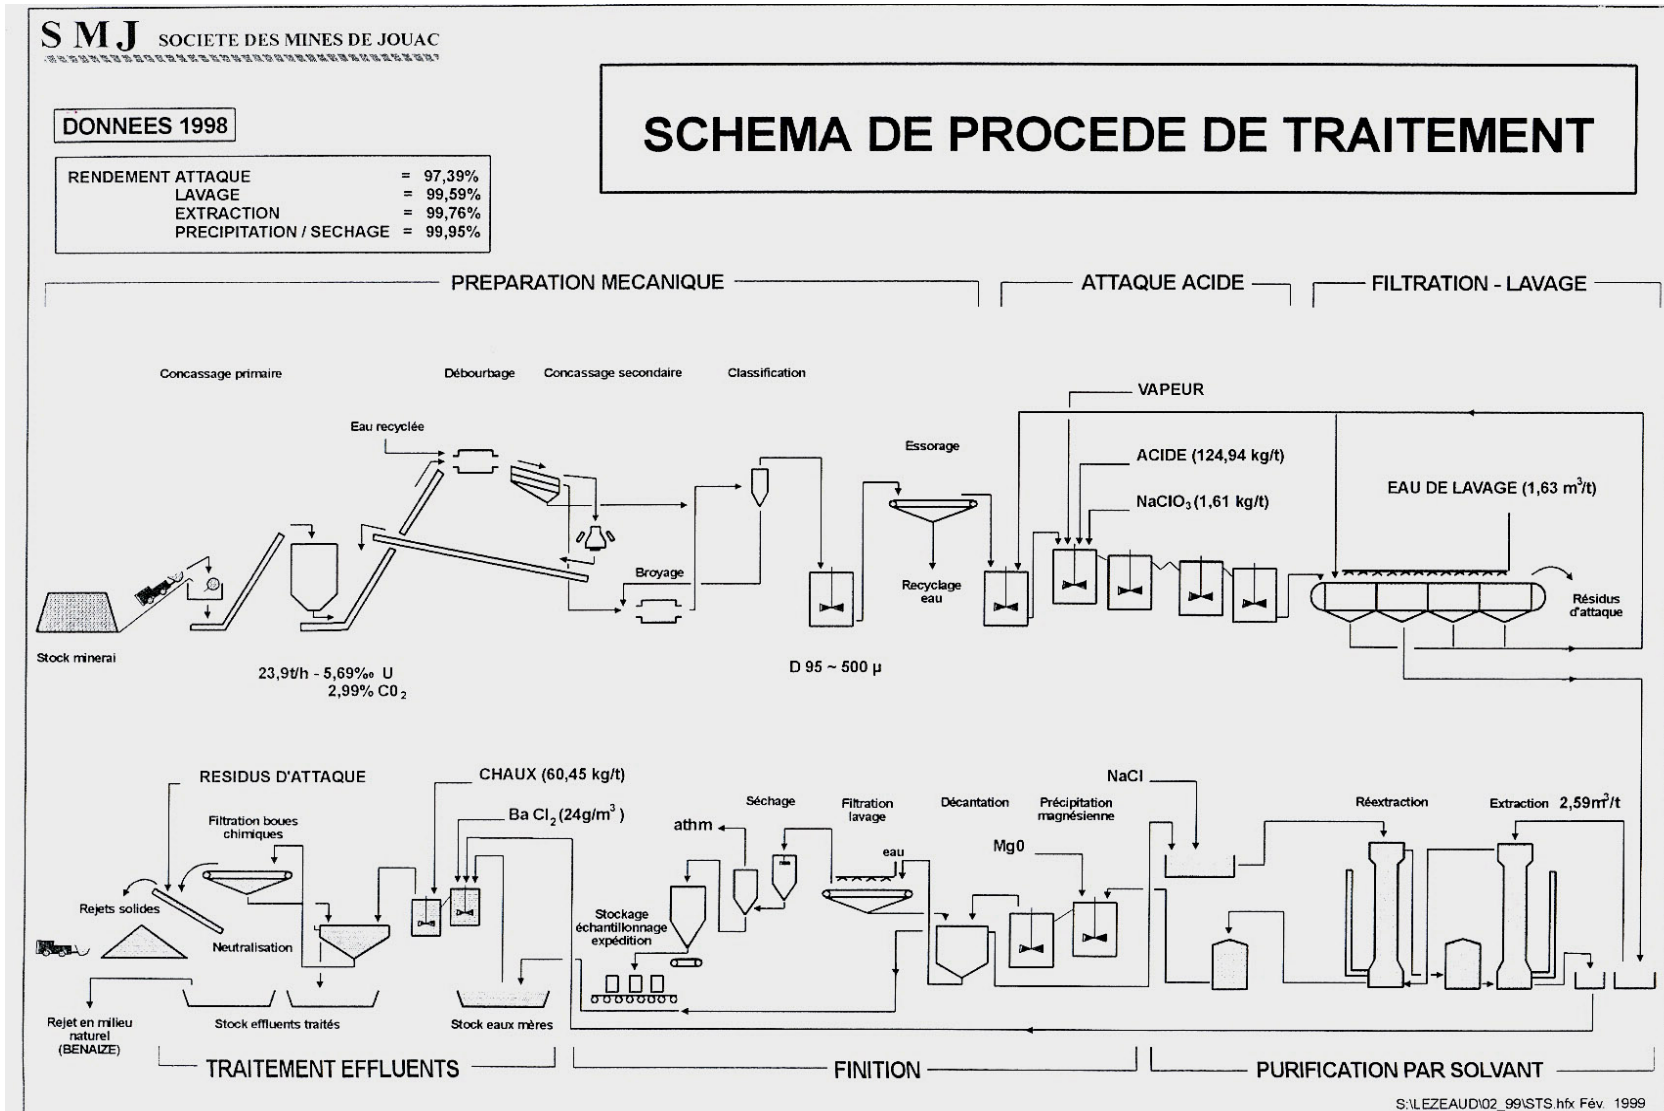 S M J SOCIETE DES MINES DE JOUAC
DONNEES 1998
SCHEMA DE PROCEDE DE TRAITEMENT
RENDEMENT ATTAQUE = 97,39%
LAVAGE = 99,59%
EXTRACTION = 99,76%
PRECIPITATION / SECHAGE = 99,95%
PREPARATION MECANIQUE
ATTAQUE ACIDE
FILTRATION - LAVAGE
Concassage primaire
Débourbage
Concassage secondaire
Classification
VAPEUR
Eau recyclée
Essorage
ACIDE (124,94 kg/t)
NaClO3 (1,61 kg/t)
EAU DE LAVAGE (1,63 m³/t)
Broyage
Recyclage
eau
Résidus
d'attaque
Stock minerai
23,9t/h - 5,69‰ U
2,99% C02
D 95 ~ 500 µ
RESIDUS D'ATTAQUE
CHAUX (60,45 kg/t)
Ba Cl2 (24g/m³ )
Filtration boues
chimiques
Séchage
athm
Filtration
lavage
eau
Décantation
Précipitation
magnésienne
Mg0
NaCl
Réextraction
Extraction 2,59m³/t
Rejets solides
Neutralisation
Stockage
échantillonnage
expédition
Rejet en milieu
naturel
(BENAIZE)
Stock effluents traités
Stock eaux mères
TRAITEMENT EFFLUENTS
FINITION
PURIFICATION PAR SOLVANT
S:\LEZEAUD\02_99\STS.hfx Fév. 1999